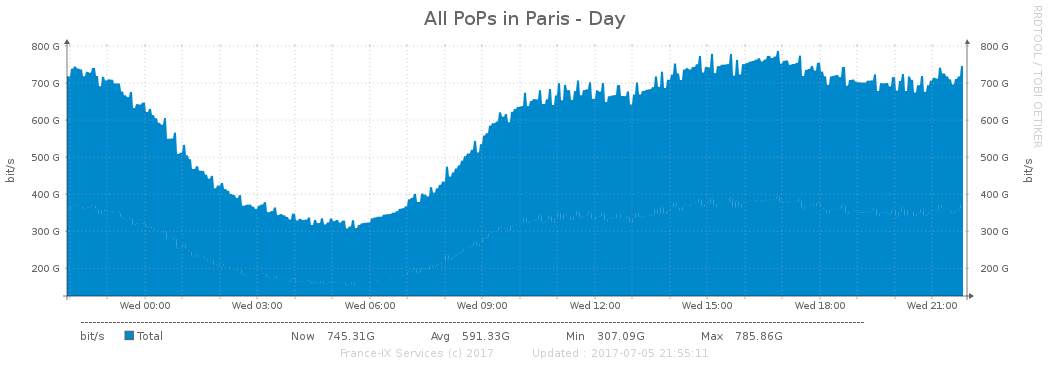 All PoPs in Paris - Day
RRDTOOL / TOBI OETIKER
800 G 800 G
700 G 700 G
600 G 600 G
500 G 500 G
bit/s bit/s
400 G 400 G
300 G 300 G
200 G 200 G
Wed 00:00 Wed 03:00 Wed 06:00 Wed 09:00 Wed 12:00 Wed 15:00 Wed 18:00 Wed 21:00
bit/s Total Now 745.31G Avg 591.33G Min 307.09G Max 785.86G
France-IX Services (c) 2017 Updated : 2017-07-05 21:55:11